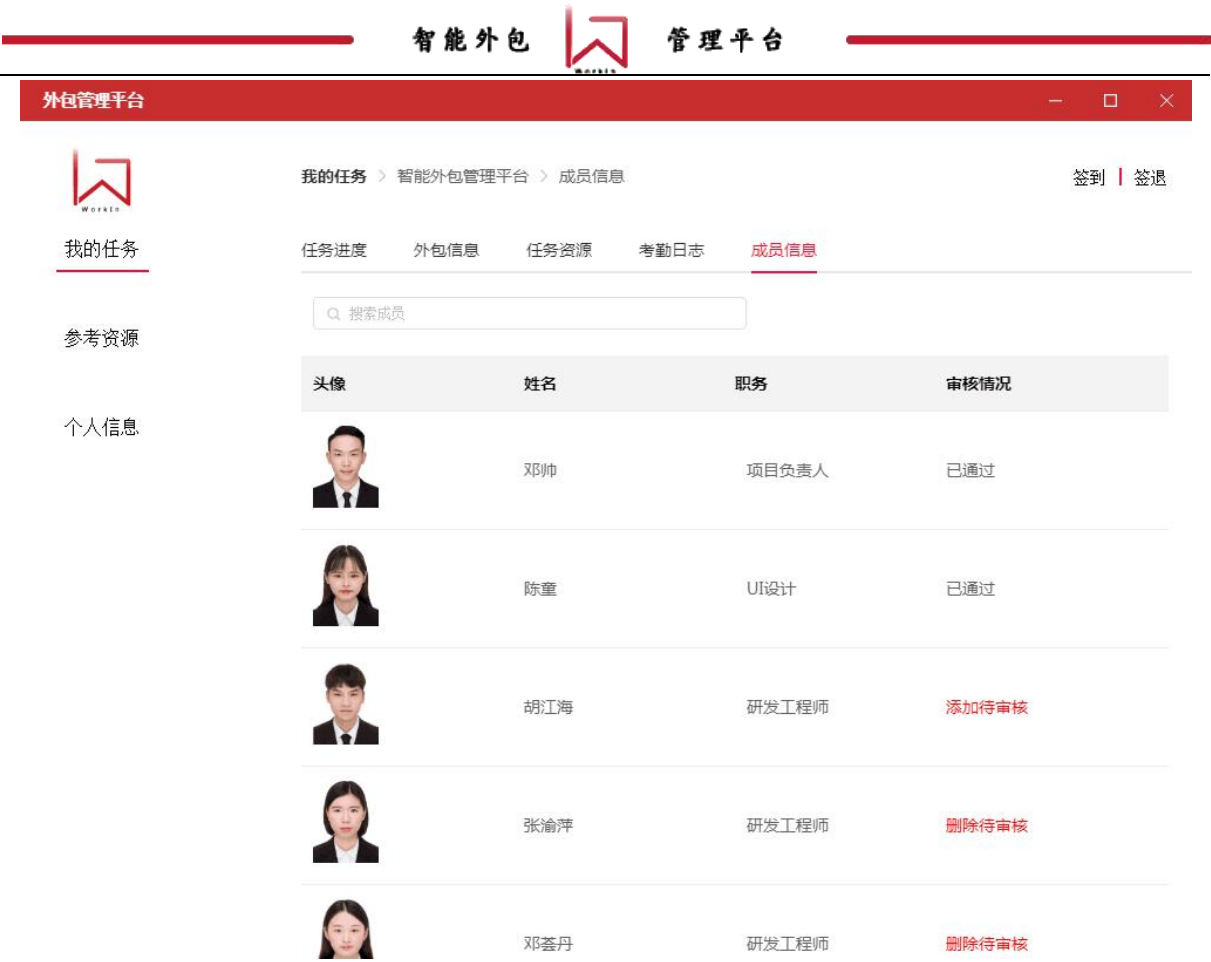 智能外包 WorkIn 管理平台
外包管理平台
WorkIn
我的任务 > 智能外包管理平台 > 成员信息
签到 | 签退
我的任务
任务进度 外包信息 任务资源 考勤日志 成员信息
搜索成员
参考资源
头像 姓名 职务 审核情况
个人信息
邓帅 项目负责人 已通过
陈童 UI设计 已通过
胡江海 研发工程师 添加待审核
张渝萍 研发工程师 删除待审核
邓荟丹 研发工程师 删除待审核